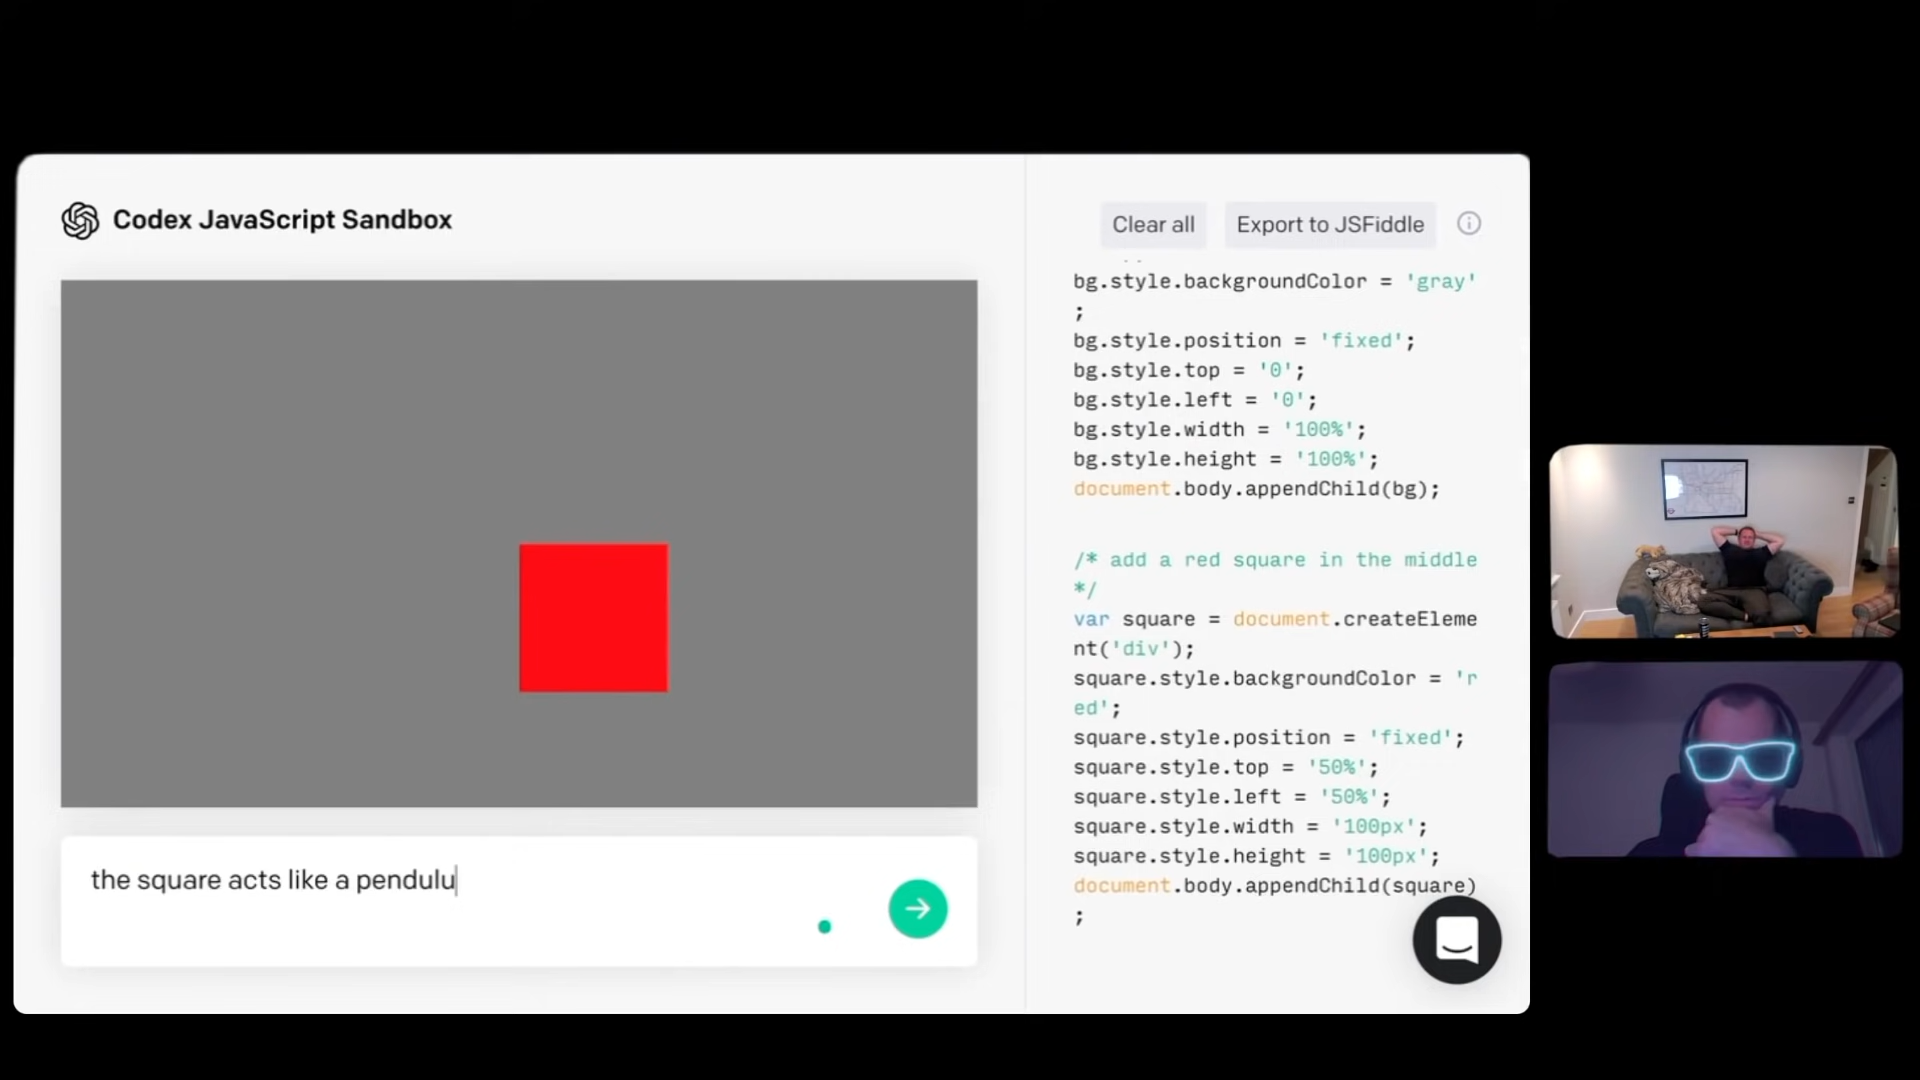 Codex JavaScript Sandbox
Clear all
Export to JSFiddle
bg.style.backgroundColor = 'gray'
;
bg.style.position = 'fixed';
bg.style.top = '0';
bg.style.left = '0';
bg.style.width = '100%';
bg.style.height = '100%';
document.body.appendChild(bg);
/* add a red square in the middle
*/
var square = document.createEleme
nt('div');
square.style.backgroundColor = 'r
ed';
square.style.position = 'fixed';
square.style.top = '50%';
square.style.left = '50%';
square.style.width = '100px';
square.style.height = '100px';
document.body.appendChild(square)
;
the square acts like a pendulu